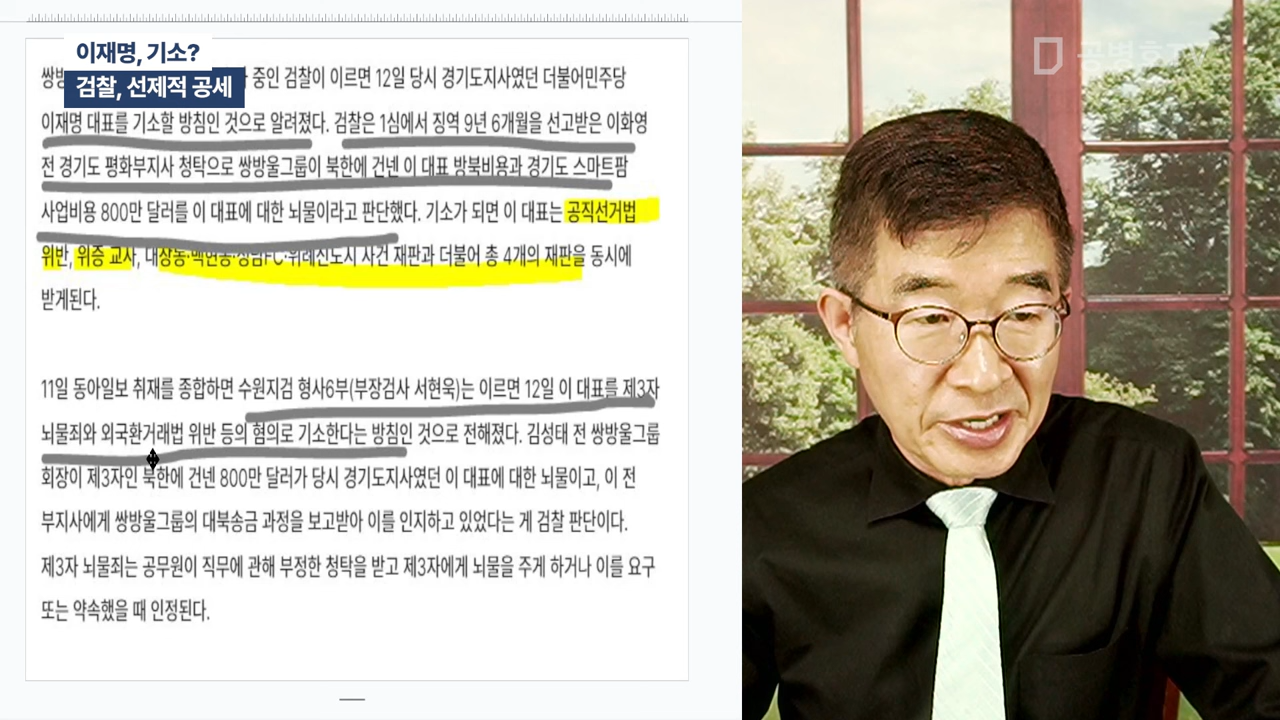 이재명, 기소?
검찰, 선제적 공세
중인 검찰이 이르면 12일 당시 경기도지사였던 더불어민주당
이재명 대표를 기소할 방침인 것으로 알려졌다. 검찰은 1심에서 징역 9년 6개월을 선고받은 이화영
전 경기도 평화부지사 청탁으로 쌍방울그룹이 북한에 건넨 이 대표 방북비용과 경기도 스마트팜
사업비용 800만 달러를 이 대표에 대한 뇌물이라고 판단했다. 기소가 되면 이 대표는 공직선거법
위반, 위증 교사, 대장동·백현동·성남FC·위례신도시 사건 재판과 더불어 총 4개의 재판을 동시에
받게된다.
11일 동아일보 취재를 종합하면 수원지검 형사6부(부장검사 서현욱)는 이르면 12일 이 대표를 제3자
뇌물죄와 외국환거래법 위반 등의 혐의로 기소한다는 방침인 것으로 전해졌다. 김성태 전 쌍방울그룹
회장이 제3자인 북한에 건넨 800만 달러가 당시 경기도지사였던 이 대표에 대한 뇌물이고, 이 전
부지사에게 쌍방울그룹의 대북송금 과정을 보고받아 이를 인지하고 있었다는 게 검찰 판단이다.
제3자 뇌물죄는 공무원이 직무에 관해 부정한 청탁을 받고 제3자에게 뇌물을 주게 하거나 이를 요구
또는 약속했을 때 인정된다.
공병호TV